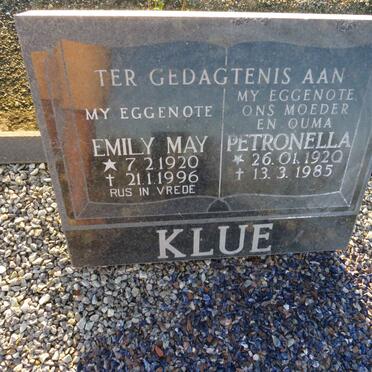 TER GEDAGTENIS AAN
MY EGGENOTE
EMILY MAY
★ 7.2.1920
† 21.1.1996
RUS IN VREDE
MY EGGENOTE
ONS MOEDER
EN OUMA
PETRONELLA
★ 26.01.1920
† 13.3.1985
KLUE